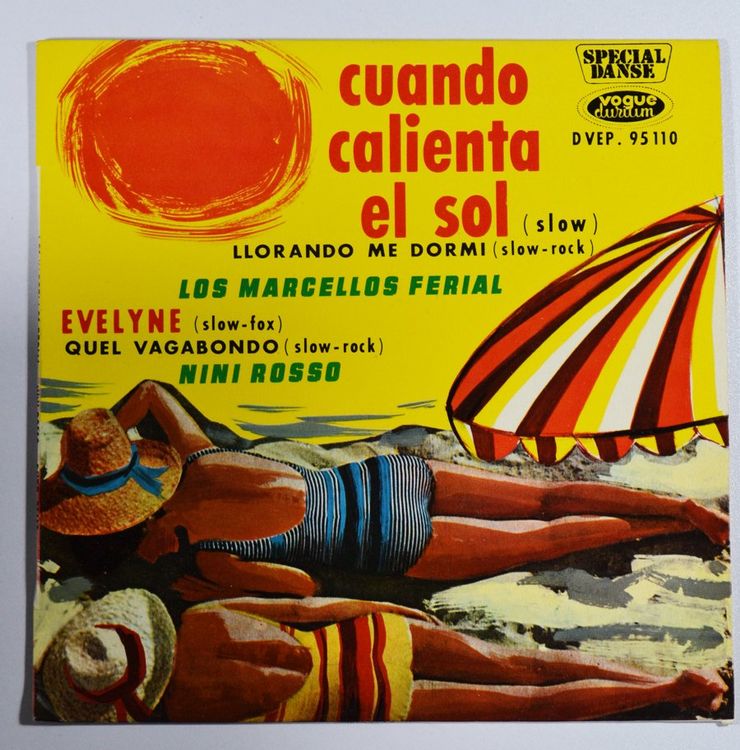 cuando
calienta
el sol (slow)
LLORANDO ME DORMI (slow-rock)
LOS MARCELLOS FERIAL
EVELYNE (slow-fox)
QUEL VAGABONDO (slow-rock)
NINI ROSSO
SPECIAL
DANSE
vogue
durium
DVEP. 95110